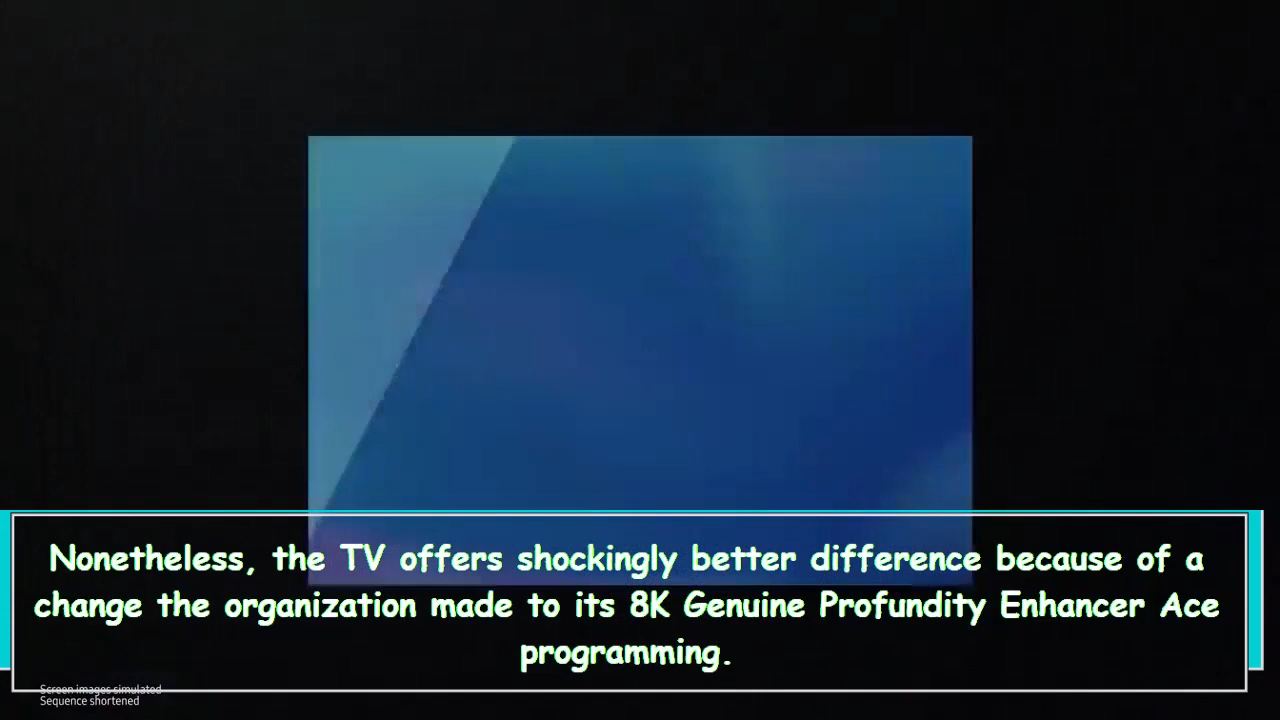 Nonetheless, the TV offers shockingly better difference because of a
change the organization made to its 8K Genuine Profundity Enhancer Ace
programming.
Screen images simulated
Sequence shortened